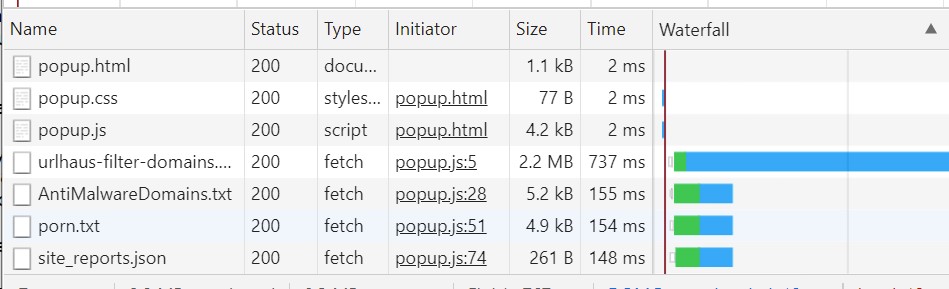 Name Status Type Initiator Size Time Waterfall
popup.html 200 docu... 1.1 kB 2 ms
popup.css 200 styles... popup.html 77 B 2 ms
popup.js 200 script popup.html 4.2 kB 2 ms
urlhaus-filter-domains.... 200 fetch popup.js:5 2.2 MB 737 ms
AntiMalwareDomains.txt 200 fetch popup.js:28 5.2 kB 155 ms
porn.txt 200 fetch popup.js:51 4.9 kB 154 ms
site_reports.json 200 fetch popup.js:74 261 B 148 ms